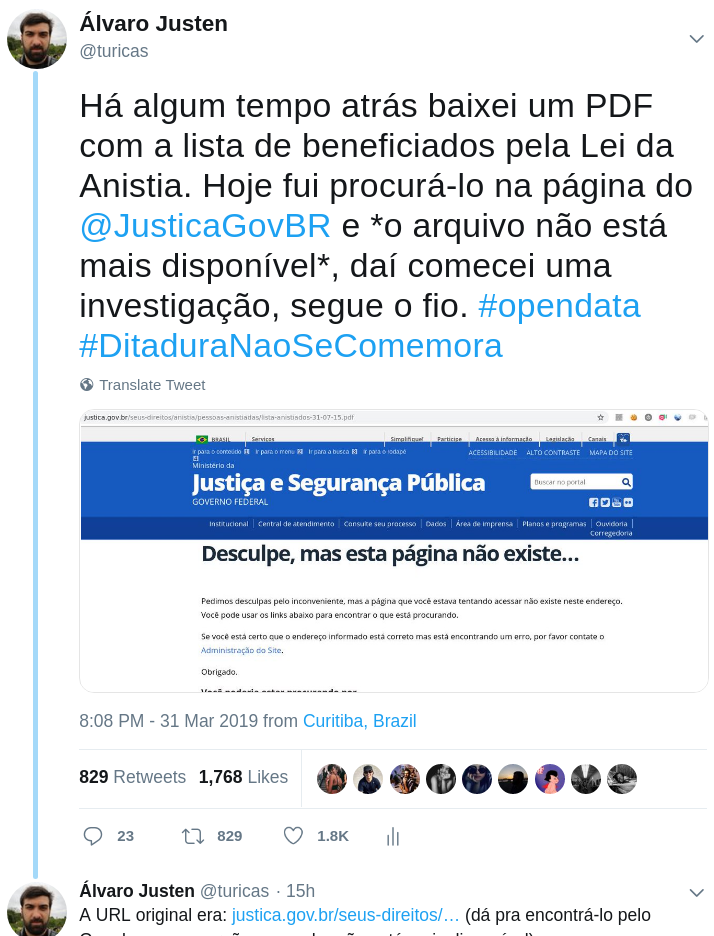 Álvaro Justen
@turicas
Há algum tempo atrás baixei um PDF
com a lista de beneficiados pela Lei da
Anistia. Hoje fui procurá-lo na página do
@JusticaGovBR e *o arquivo não está
mais disponível*, daí comecei uma
investigação, segue o fio. #opendata
#DitaduraNaoSeComemora
Translate Tweet
justica.gov.br/seus-direitos/anistia/pessoas-anistiadas/lista-anistiados-31-07-15.pdf
BRASIL Serviços Simplifique! Participe Acesso à informação Legislação Canais
Ir para o conteúdo 1 Ir para o menu 2 Ir para a busca 3 Ir para o rodapé 4 ACESSIBILIDADE ALTO CONTRASTE MAPA DO SITE
Ministério da
Justiça e Segurança Pública
Buscar no portal
GOVERNO FEDERAL
Institucional Central de atendimento Consulte seu processo Dados Área de imprensa Planos e programas Ouvidoria
Corregedoria
Desculpe, mas esta página não existe...
Pedimos desculpas pelo inconveniente, mas a página que você estava tentando acessar não existe neste endereço.
Você pode usar os links abaixo para encontrar o que está procurando.
Se você está certo que o endereço informado está correto mas está encontrando um erro, por favor contate o
Administração do Site.
Obrigado.
Você poderia estar procurando por
8:08 PM - 31 Mar 2019 from Curitiba, Brazil
829 Retweets 1,768 Likes
23 829 1.8K
Álvaro Justen @turicas · 15h
A URL original era: justica.gov.br/seus-direitos/… (dá pra encontrá-lo pelo